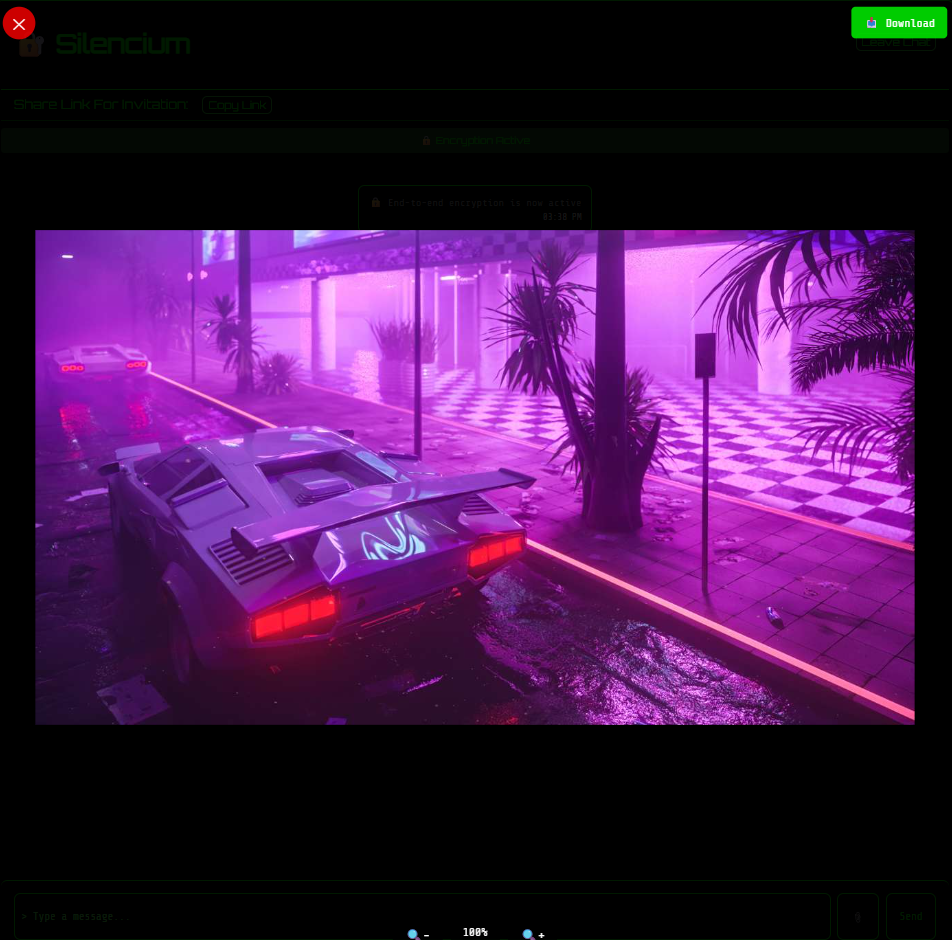 Download
Silencium
Leave Chat
Share Link For Invitation:
Copy Link
Encryption Active
End-to-end encryption is now active
03:38 PM
> Type a message...
Send
-
100%
+